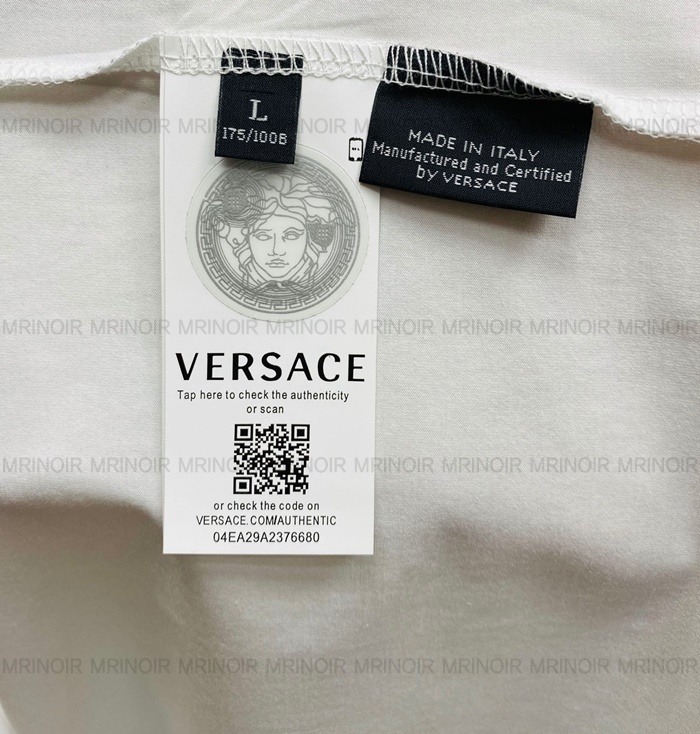 L
175/100B
MADE IN ITALY
Manufactured and Certified
by VERSACE
VERSACE
Tap here to check the authenticity
or scan
or check the code on
VERSACE.COM/AUTHENTIC
04EA29A2376680
MRINOIR MRINOIR MRINOIR MRINOIR MRINOIR MRINOIR MRINOIR MRINOIR
MRINOIR MRINOIR MRINOIR MRINOIR MRINOIR MRINOIR MRINOIR MRINOIR
MRINOIR MRINOIR MRINOIR MRINOIR MRINOIR MRINOIR MRINOIR MRINOIR
MRINOIR MRINOIR MRINOIR MRINOIR MRINOIR MRINOIR MRINOIR MRINOIR